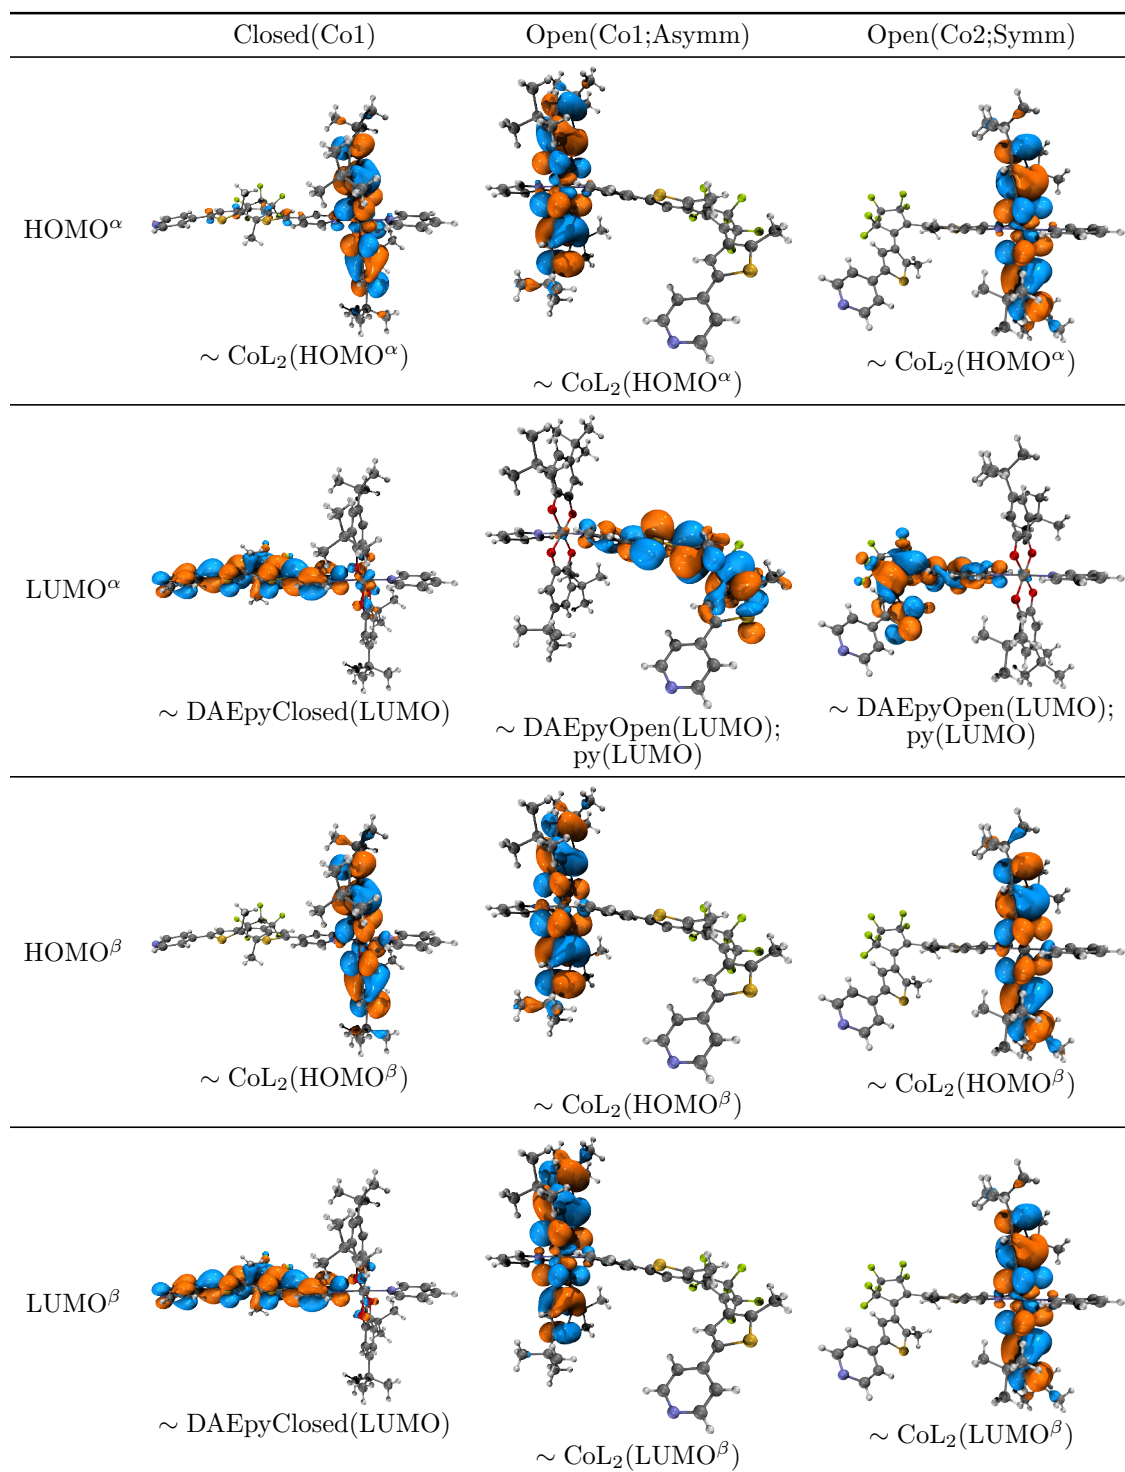 Closed(Co1) Open(Co1;Asymm) Open(Co2;Symm)
HOMO^α
∼ CoL₂(HOMO^α) ∼ CoL₂(HOMO^α) ∼ CoL₂(HOMO^α)
LUMO^α
∼ DAEpyClosed(LUMO) ∼ DAEpyOpen(LUMO); ∼ DAEpyOpen(LUMO);
py(LUMO) py(LUMO)
HOMO^β
∼ CoL₂(HOMO^β) ∼ CoL₂(HOMO^β) ∼ CoL₂(HOMO^β)
LUMO^β
∼ DAEpyClosed(LUMO) ∼ CoL₂(LUMO^β) ∼ CoL₂(LUMO^β)